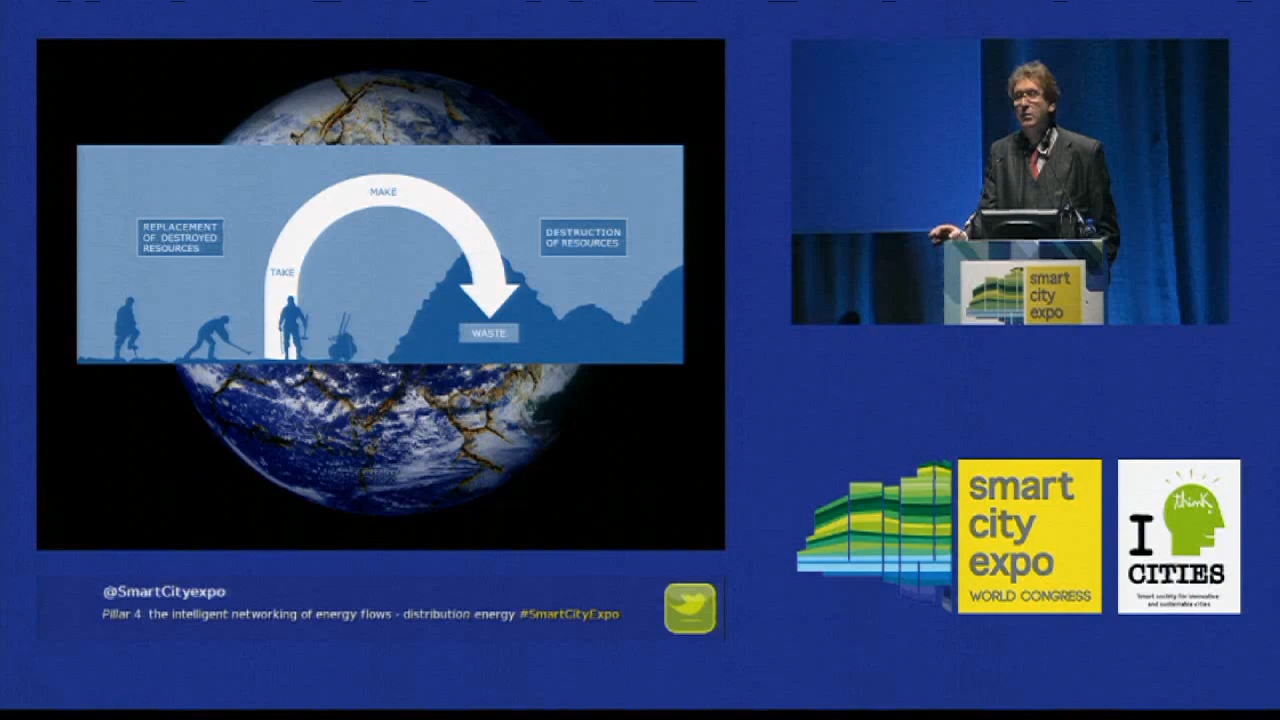 MAKE
REPLACEMENT
OF DESTROYED
RESOURCES
DESTRUCTION
OF RESOURCES
TAKE
WASTE
smart
city
expo
@SmartCityexpo
Pillar 4 the intelligent networking of energy flows - distribution energy #SmartCityExpo
smart
city
expo
WORLD CONGRESS
think
I
CITIES
Smart society for innovative
and sustainable cities